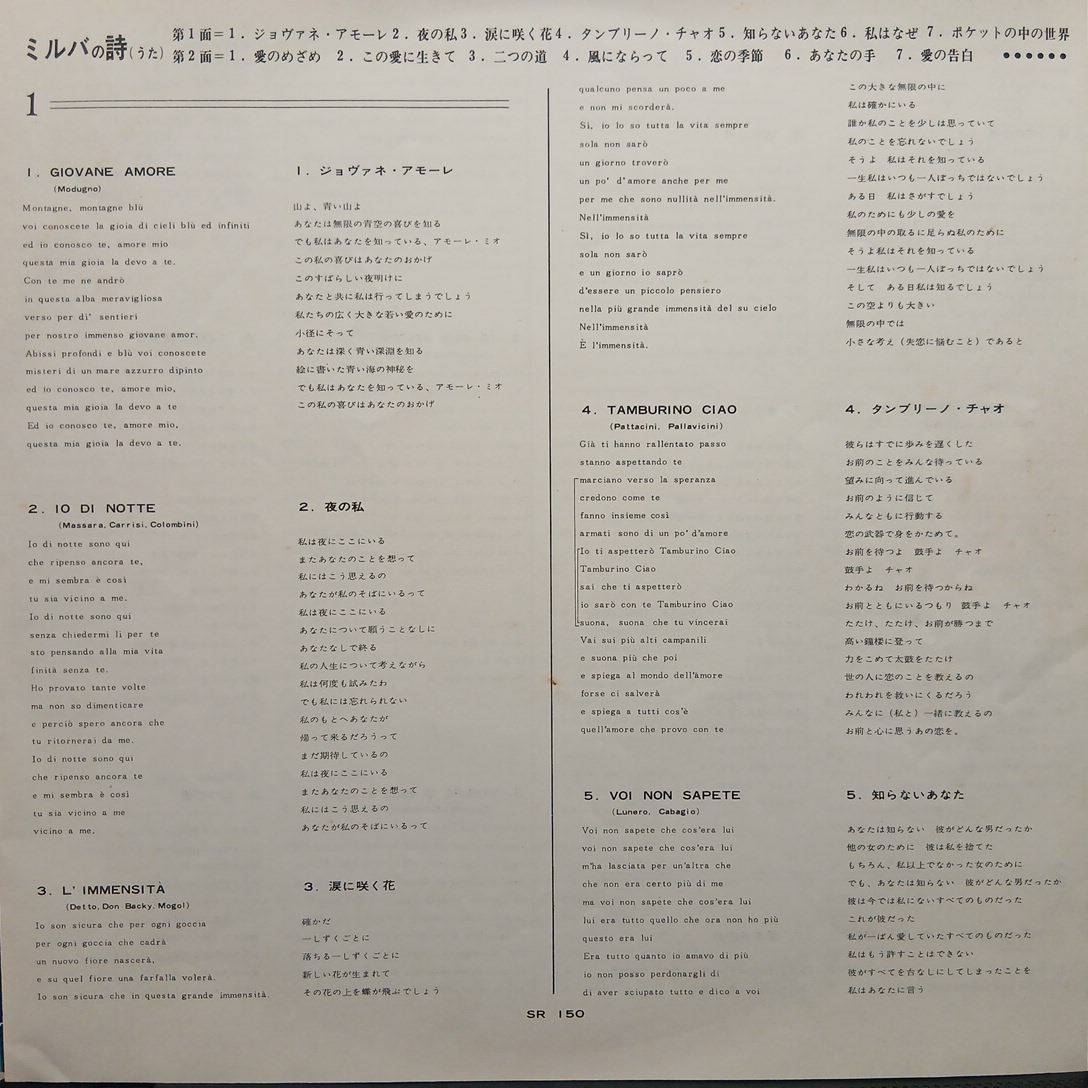 ミルバの詩(うた)
第1面=1. ジョヴァネ・アモーレ 2. 夜の私 3. 涙に咲く花 4. タンブリーノ・チャオ 5. 知らないあなた 6. 私はなぜ 7. ポケットの中の世界
第2面=1. 愛のめざめ 2. この愛に生きて 3. 二つの道 4. 風にならって 5. 恋の季節 6. あなたの手 7. 愛の告白 ••••••
1
1. GIOVANE AMORE
(Modugno)
Montagne, montagne blù
voi conoscete la gioia di cieli blù ed infiniti
ed io conosco te, amore mio
questa mia gioia la devo a te.
Con te me ne andrò
in questa alba meravigliosa
verso per di' sentieri
per nostro immenso giovane amor.
Abissi profondi e blù voi conoscete
misteri di un mare azzurro dipinto
ed io conosco te, amore mio,
questa mia gioia la devo a te
Ed io conosco te, amore mio,
questa mia gioia la devo a te.
1. ジョヴァネ・アモーレ
山よ、青い山よ
あなたは無限の青空の喜びを知る
でも私はあなたを知っている、アモーレ・ミオ
この私の喜びはあなたのおかげ
このすばらしい夜明けに
あなたと共に私は行ってしまうでしょう
私たちの広く大きな若い愛のために
小径にそって
あなたは深く青い深淵を知る
絵に書いた青い海の神秘を
でも私はあなたを知っている、アモーレ・ミオ
この私の喜びはあなたのおかげ
2. IO DI NOTTE
(Massara, Carrisi, Colombini)
Io di notte sono qui
che ripenso ancora te,
e mi sembra è così
tu sia vicino a me.
Io di notte sono qui
senza chiedermi li per te
sto pensando alla mia vita
finità senza te.
Ho provato tante volte
ma non so dimenticare
e perciò spero ancora che
tu ritornerai da me.
Io di notte sono qui
che ripenso ancora te
e mi sembra è così
tu sia vicino a me
vicino a me.
2. 夜の私
私は夜にここにいる
またあなたのことを想って
私にはこう思えるの
あなたが私のそばにいるって
私は夜にここにいる
あなたについて願うことなしに
あなたなしで終る
私の人生について考えながら
私は何度も試みたわ
でも私には忘れられない
私のもとへあなたが
帰って来るだろうって
まだ期待しているの
私は夜にここにいる
またあなたのことを想って
私にはこう思えるの
あなたが私のそばにいるって
3. L' IMMENSITÀ
(Detto, Don Backy, Mogol)
Io son sicura che per ogni goccia
per ogni goccia che cadrà
un nuovo fiore nascerà,
e su quel fiore una farfalla volerà.
Io son sicura che in questa grande immensità.
3. 涙に咲く花
確かだ
一しずくごとに
落ちる一しずくごとに
新しい花が生まれて
その花の上を蝶が飛ぶでしょう
qualcuno pensa un poco a me
e non mi scorderà.
Sì, io lo so tutta la vita sempre
sola non sarò
un giorno troverò
un po' d'amore anche per me
per me che sono nullità nell'immensità.
Nell'immensità
Sì, io lo so tutta la vita sempre
sola non sarò
e un giorno io saprò
d'essere un piccolo pensiero
nella più grande immensità del su cielo
Nell'immensità
È l'immensità.
この大きな無限の中に
私は確かにいる
誰か私のことを少しは思っていて
私のことを忘れないでしょう
そうよ 私はそれを知っている
一生私はいつも一人ぼっちではないでしょう
ある日 私はさがすでしょう
私のためにも少しの愛を
無限の中の取るに足らぬ私のために
そうよ私はそれを知っている
一生私はいつも一人ぼっちではないでしょう
そして ある日私は知るでしょう
この空よりも大きい
無限の中では
小さな考え(失恋に悩むこと)であると
4. TAMBURINO CIAO
(Pattacini, Pallavicini)
Già ti hanno rallentato passo
stanno aspettando te
marciano verso la speranza
credono come te
fanno insieme così
armati sono di un po' d'amore
Io ti aspetterò Tamburino Ciao
Tamburino Ciao
sai che ti aspetterò
io sarò con te Tamburino Ciao
suona, suona che tu vincerai
Vai sui più alti campanili
e suona più che poi
e spiega al mondo dell'àmore
forse ci salverà
e spiega a tutti cos'è
quell'amore che provo con te
4. タンブリーノ・チャオ
彼らはすでに歩みを遅くした
お前のことをみんな待っている
望みに向って進んでいる
お前のように信じて
みんなともに行動する
恋の武器で身をかためて。
お前を待つよ 鼓手よ チャオ
鼓手よ チャオ
わかるね お前を待つからね
お前とともにいるつもり 鼓手よ チャオ
たたけ、たたけ、お前が勝つまで
高い鐘楼に登って
力をこめて太鼓をたたけ
世の人に恋のことを教えるの
われわれを救いにくるだろう
みんなに(私と)一緒に教えるの
お前と心に思うあの恋を。
5. VOI NON SAPETE
(Lunero, Cabagio)
Voi non sapete che cos'era lui
voi non sapete che cos'era lui
m'ha lasciata per un'altra che
che non era certo più di me
ma voi non sapete che cos'era lui
lui era tutto quello che ora non ho più
questo era lui
Era tutto quanto io amavo di più
io non posso perdonargli di
di aver sciupato tutto e dico a voi
5. 知らないあなた
あなたは知らない 彼がどんな男だったか
他の女のために 彼は私を捨てた
もちろん、私以上でなかった女のために
でも、あなたは知らない 彼がどんな男だったか
彼は今では私にないすべてのものだった
これが彼だった
私が一ばん愛していたすべてのものだった
私はもう許すことはできない
彼がすべてを台なしにしてしまったことを
私はあなたに言う
SR 150